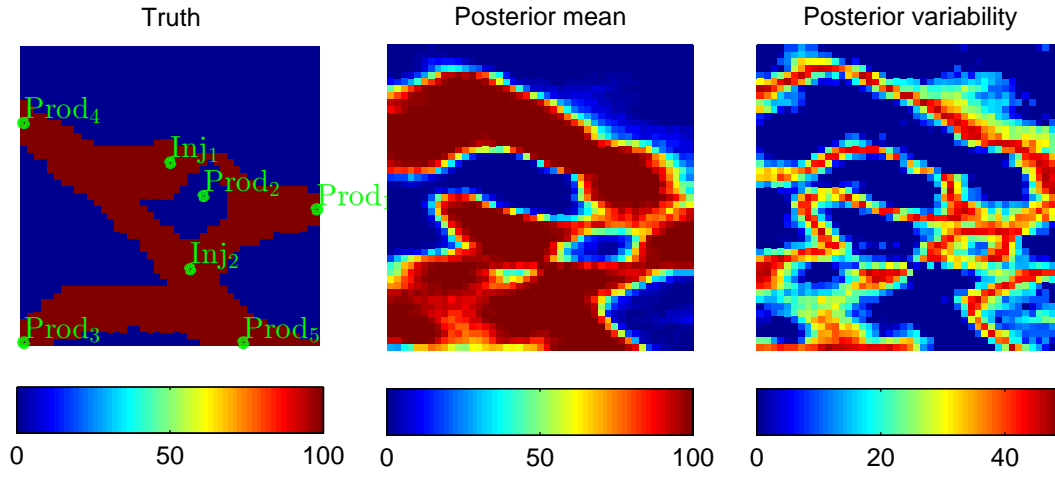 Truth
Posterior mean
Posterior variability
Prod4
Inj1
Prod2
Prod1
Inj2
Prod3
Prod5
0 50 100
0 50 100
0 20 40